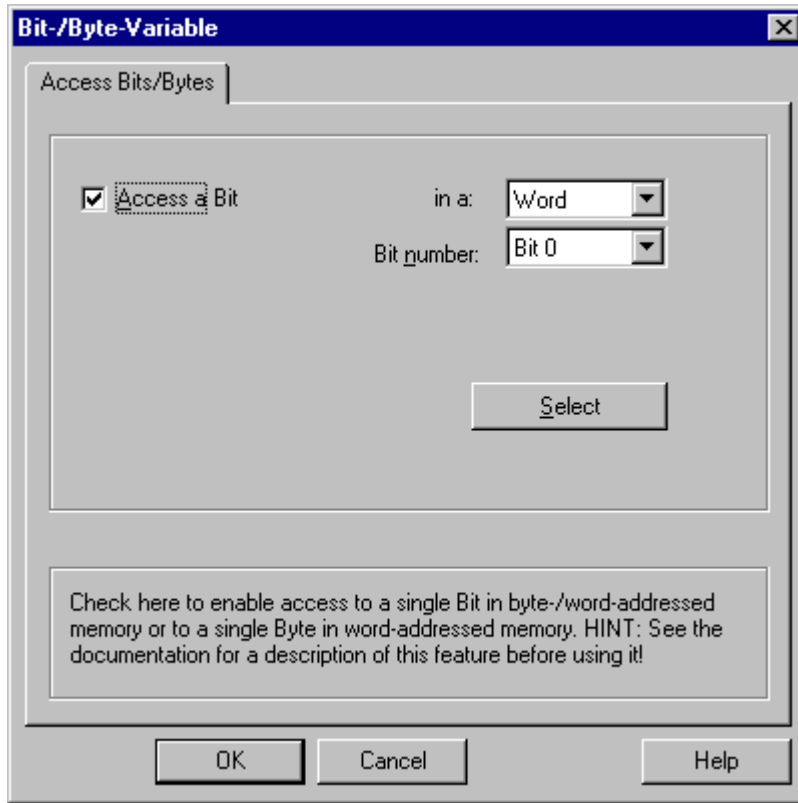 Bit-/Byte-Variable
Access Bits/Bytes
Access a Bit in a: Word
Bit number: Bit 0
Select
Check here to enable access to a single Bit in byte-/word-addressed
memory or to a single Byte in word-addressed memory. HINT: See the
documentation for a description of this feature before using it!
OK Cancel Help